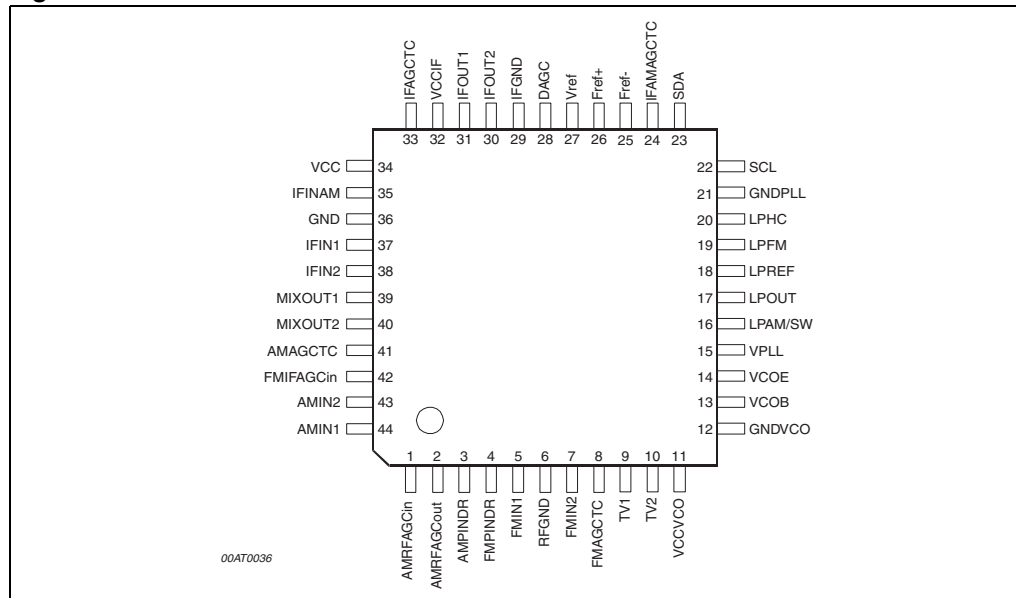 IFAGCTC
VCCIF
IFOUT1
IFOUT2
IFGND
DAGC
Vref
Fref+
Fref-
IFAMAGCTC
SDA
33 32 31 30 29 28 27 26 25 24 23
VCC 34 22 SCL
IFINAM 35 21 GNDPLL
GND 36 20 LPHC
IFIN1 37 19 LPFM
IFIN2 38 18 LPREF
MIXOUT1 39 17 LPOUT
MIXOUT2 40 16 LPAM/SW
AMAGCTC 41 15 VPLL
FMIFAGCin 42 14 VCOE
AMIN2 43 13 VCOB
AMIN1 44 12 GNDVCO
1 2 3 4 5 6 7 8 9 10 11
AMRFAGCin
AMRFAGCout
AMPINDR
FMPINDR
FMIN1
RFGND
FMIN2
FMAGCTC
TV1
TV2
VCCVCO
00AT0036